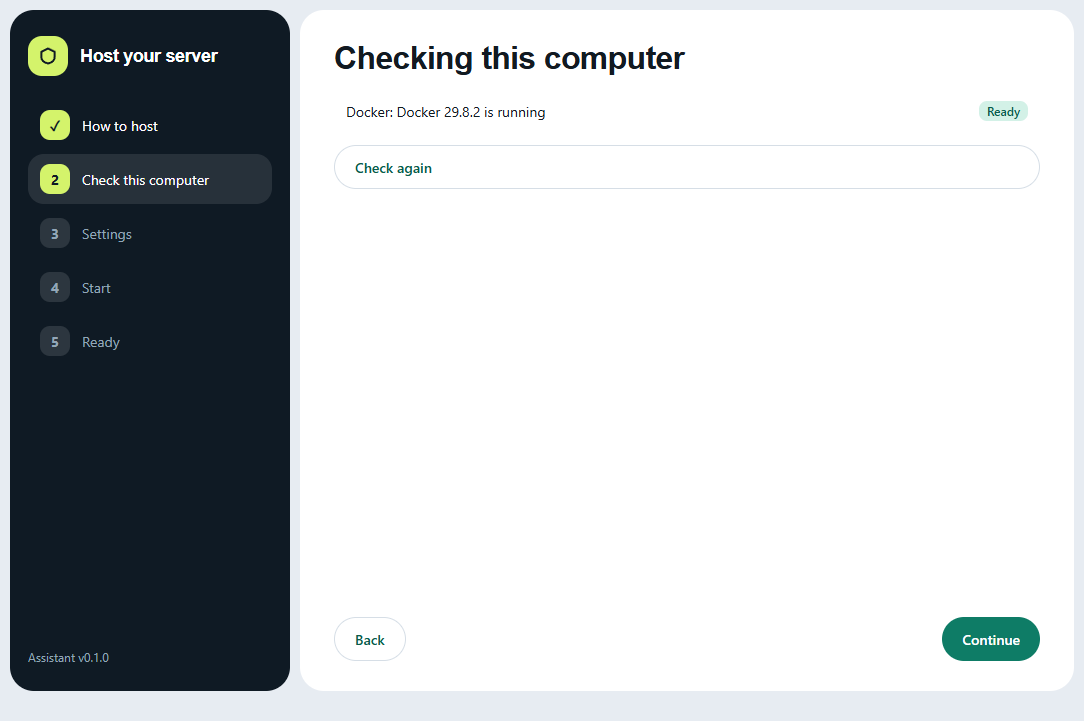 Host your server
✓ How to host
2 Check this computer
3 Settings
4 Start
5 Ready
Assistant v0.1.0
Checking this computer
Docker: Docker 29.8.2 is running Ready
Check again
Back Continue